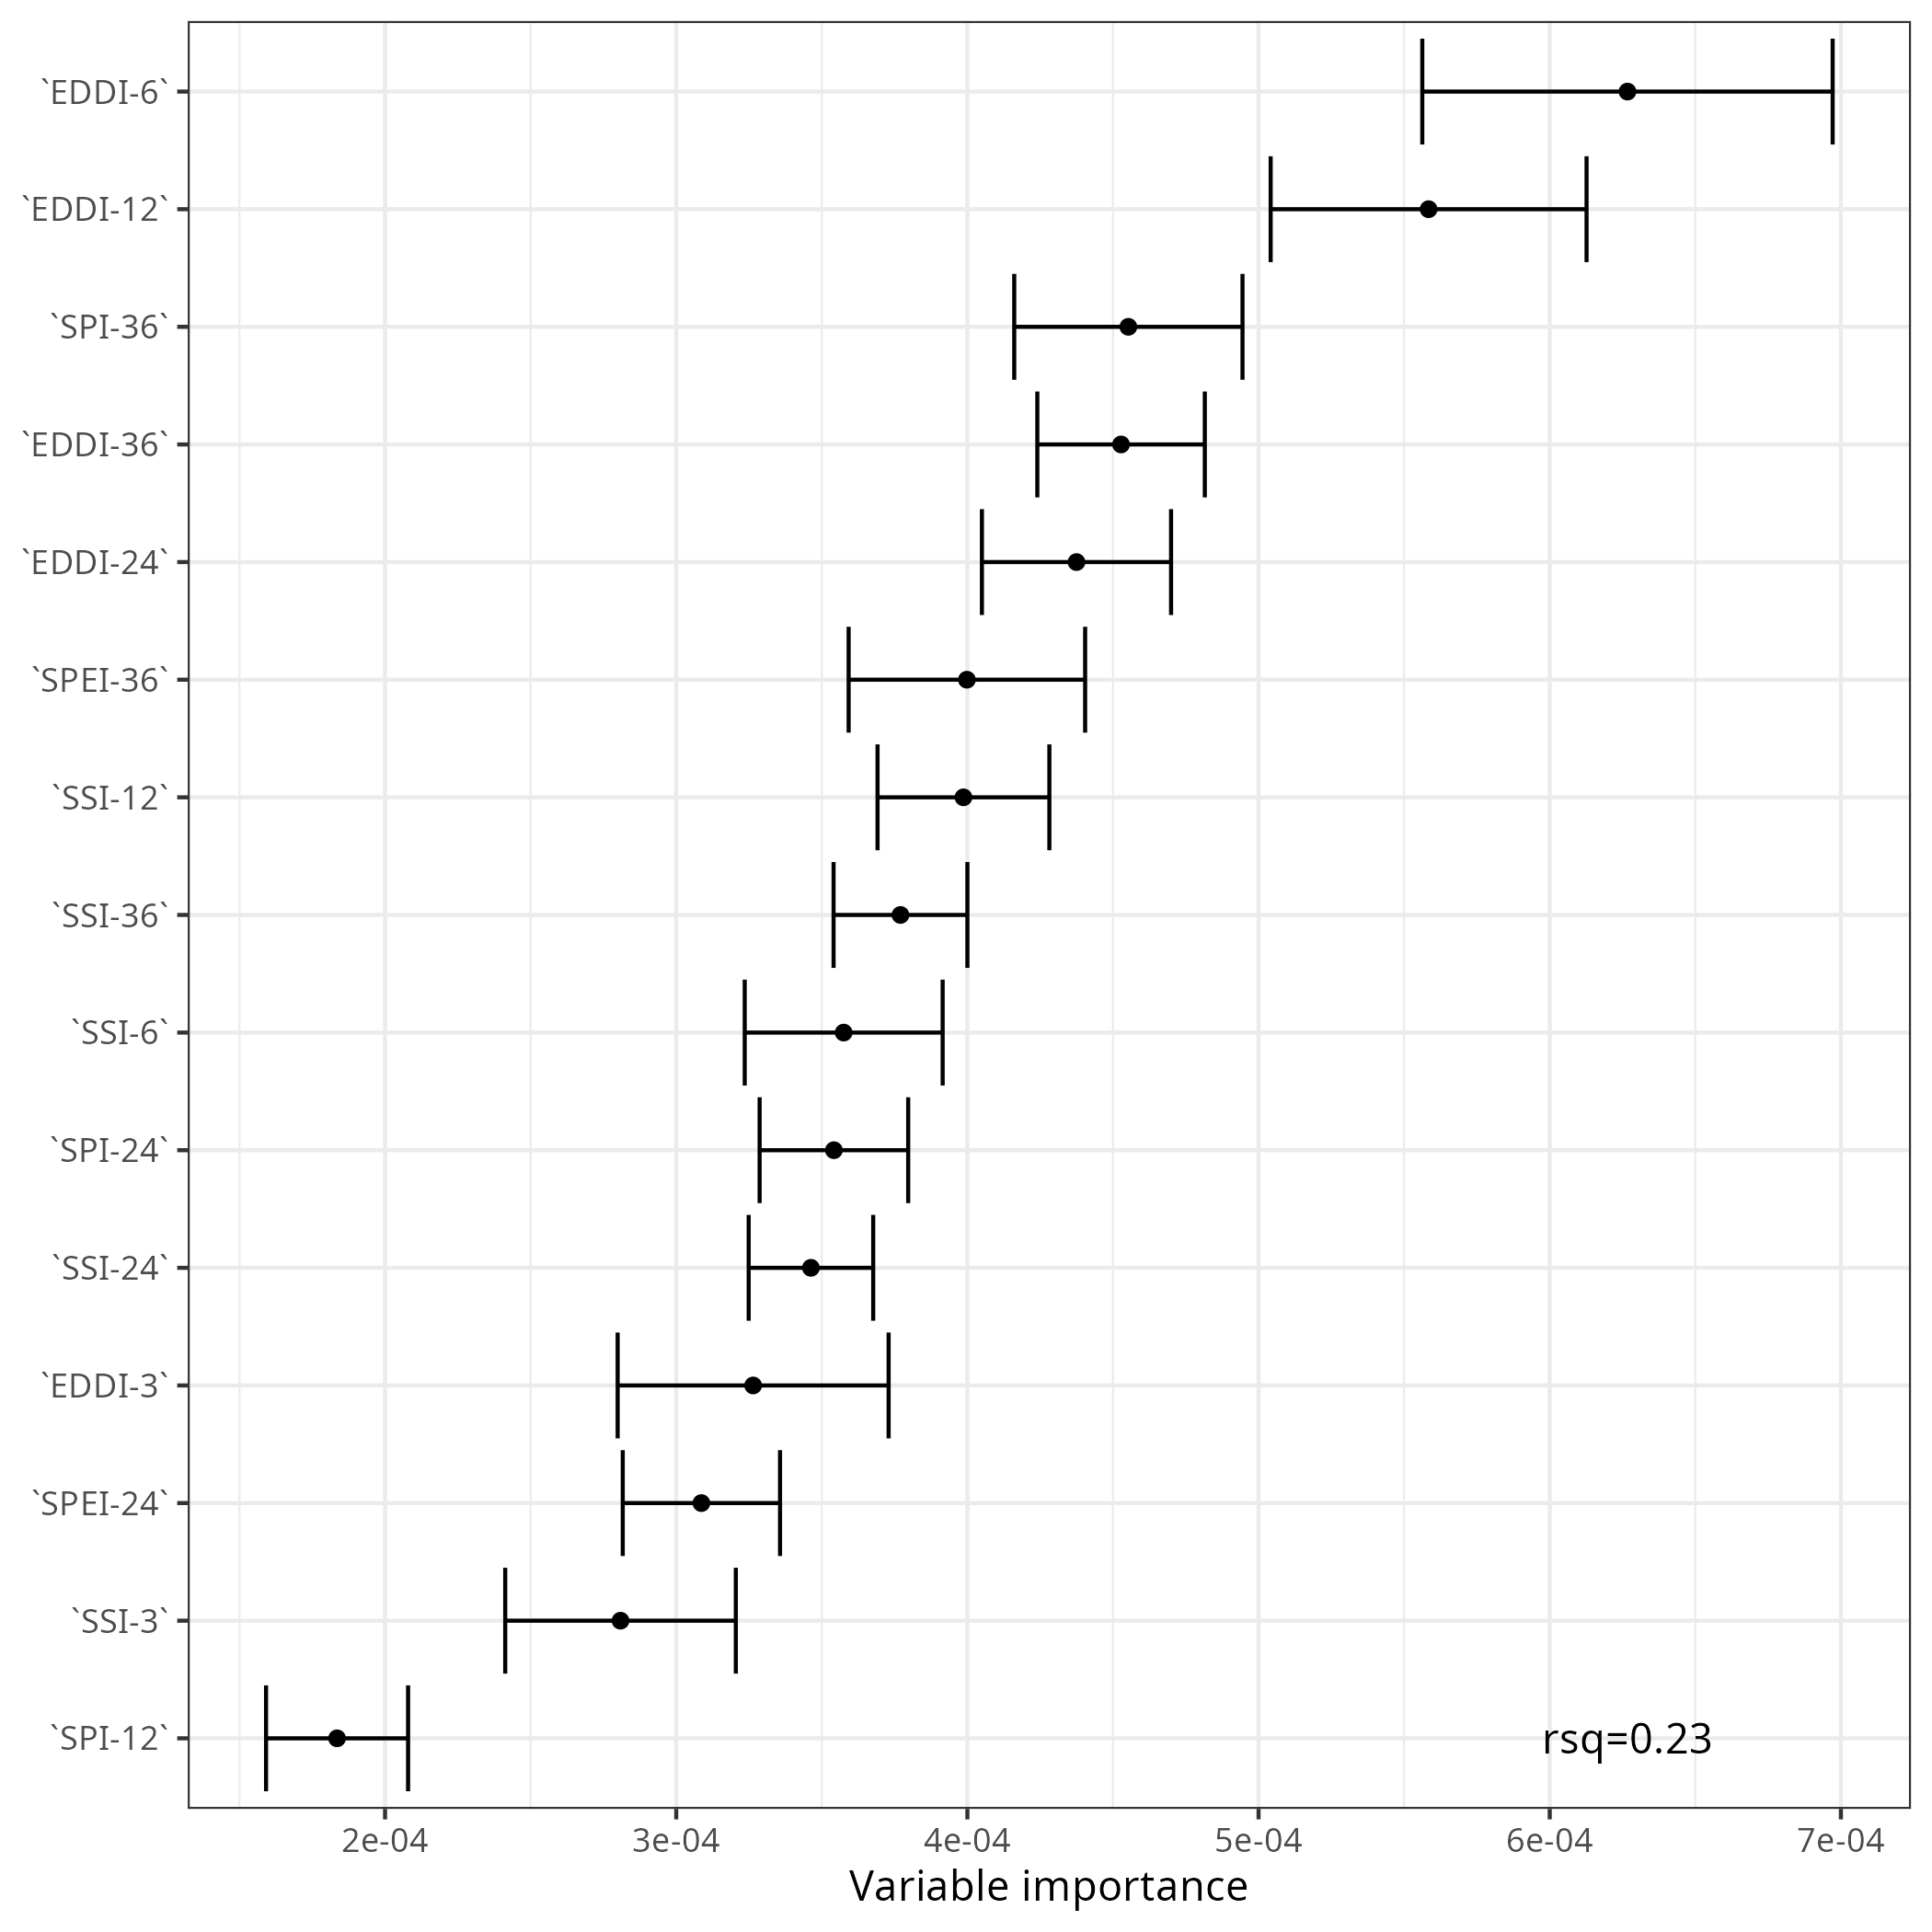 `EDDI-6`
`EDDI-12`
`SPI-36`
`EDDI-36`
`EDDI-24`
`SPEI-36`
`SSI-12`
`SSI-36`
`SSI-6`
`SPI-24`
`SSI-24`
`EDDI-3`
`SPEI-24`
`SSI-3`
`SPI-12`
rsq=0.23
2e-04 3e-04 4e-04 5e-04 6e-04 7e-04
Variable importance